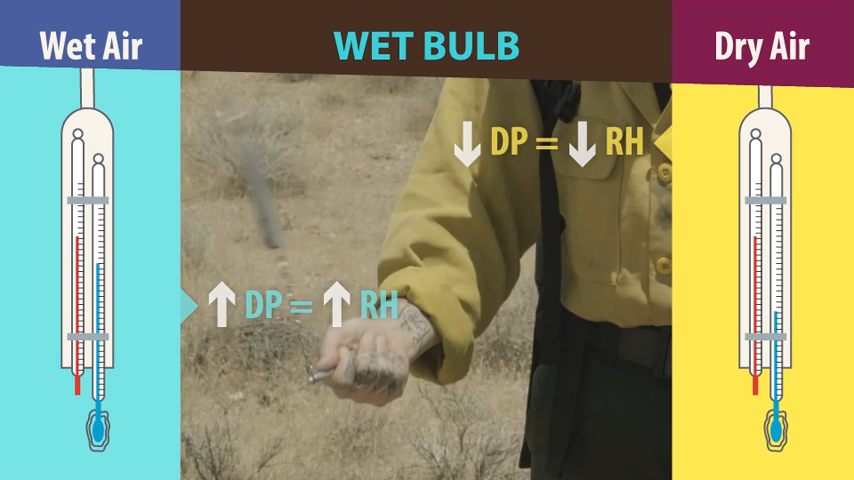 Wet Air
WET BULB
Dry Air
↓ DP = ↓ RH
↑ DP = ↑ RH